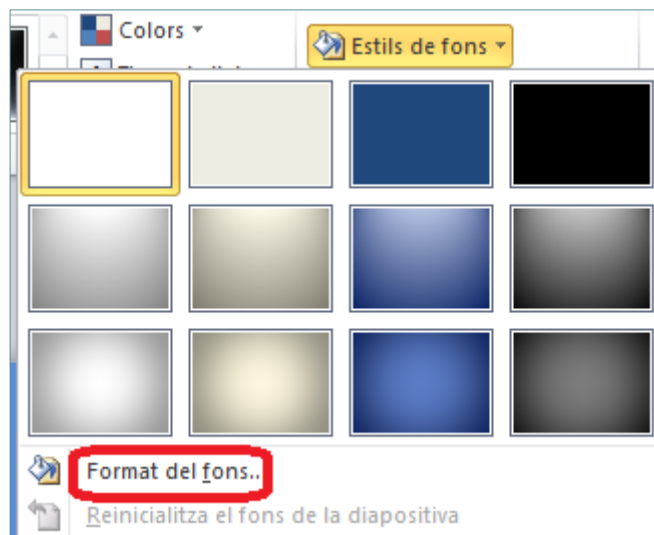 Colors
Estils de fons
Format del fons..
Reinicialitza el fons de la diapositiva